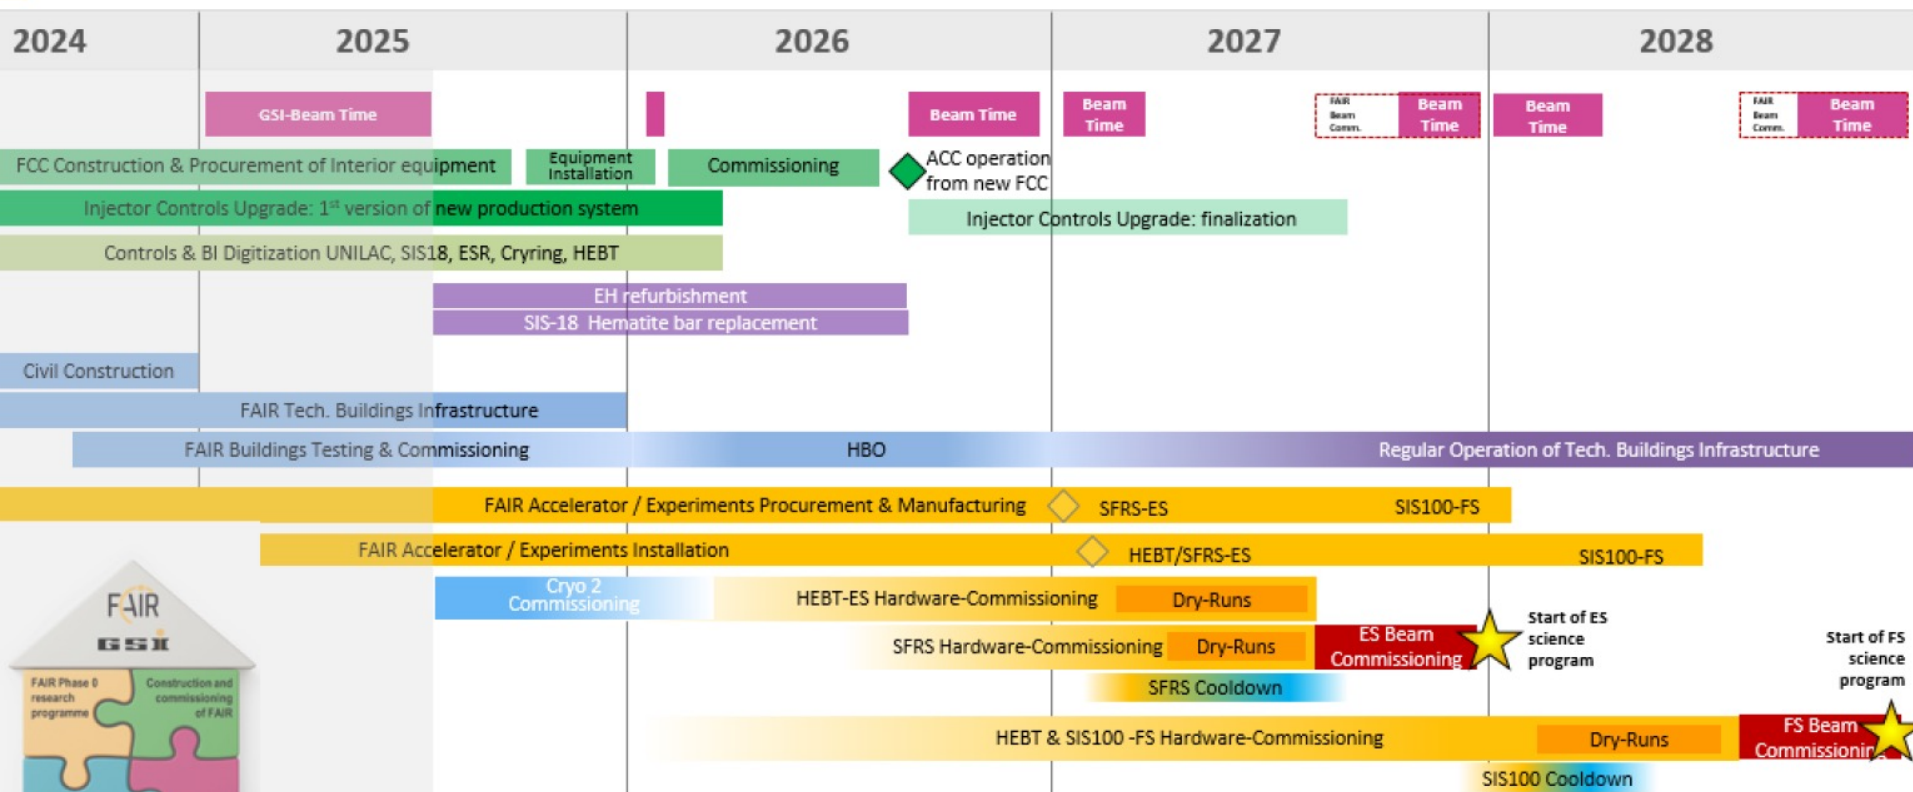 2024
2025
2026
2027
2028
GSI-Beam Time
Beam Time
Beam
Time
FAIR
Beam
Comm.
Beam
Time
Beam
Time
FAIR
Beam
Comm.
Beam
Time
FCC Construction & Procurement of Interior equipment
Equipment
Installation
Commissioning
ACC operation
from new FCC
Injector Controls Upgrade: 1st version of new production system
Injector Controls Upgrade: finalization
Controls & BI Digitization UNILAC, SIS18, ESR, Cryring, HEBT
EH refurbishment
SIS-18 Hematite bar replacement
Civil Construction
FAIR Tech. Buildings Infrastructure
FAIR Buildings Testing & Commissioning
HBO
Regular Operation of Tech. Buildings Infrastructure
FAIR Accelerator / Experiments Procurement & Manufacturing
SFRS-ES
SIS100-FS
FAIR Accelerator / Experiments Installation
HEBT/SFRS-ES
SIS100-FS
Cryo 2
Commissioning
HEBT-ES Hardware-Commissioning
Dry-Runs
SFRS Hardware-Commissioning
Dry-Runs
ES Beam
Commissioning
Start of ES
science
program
SFRS Cooldown
Start of FS
science
program
HEBT & SIS100 -FS Hardware-Commissioning
Dry-Runs
FS Beam
Commissioning
SIS100 Cooldown
FAIR
GSI
FAIR Phase 0
research
programme
Construction and
commissioning
of FAIR